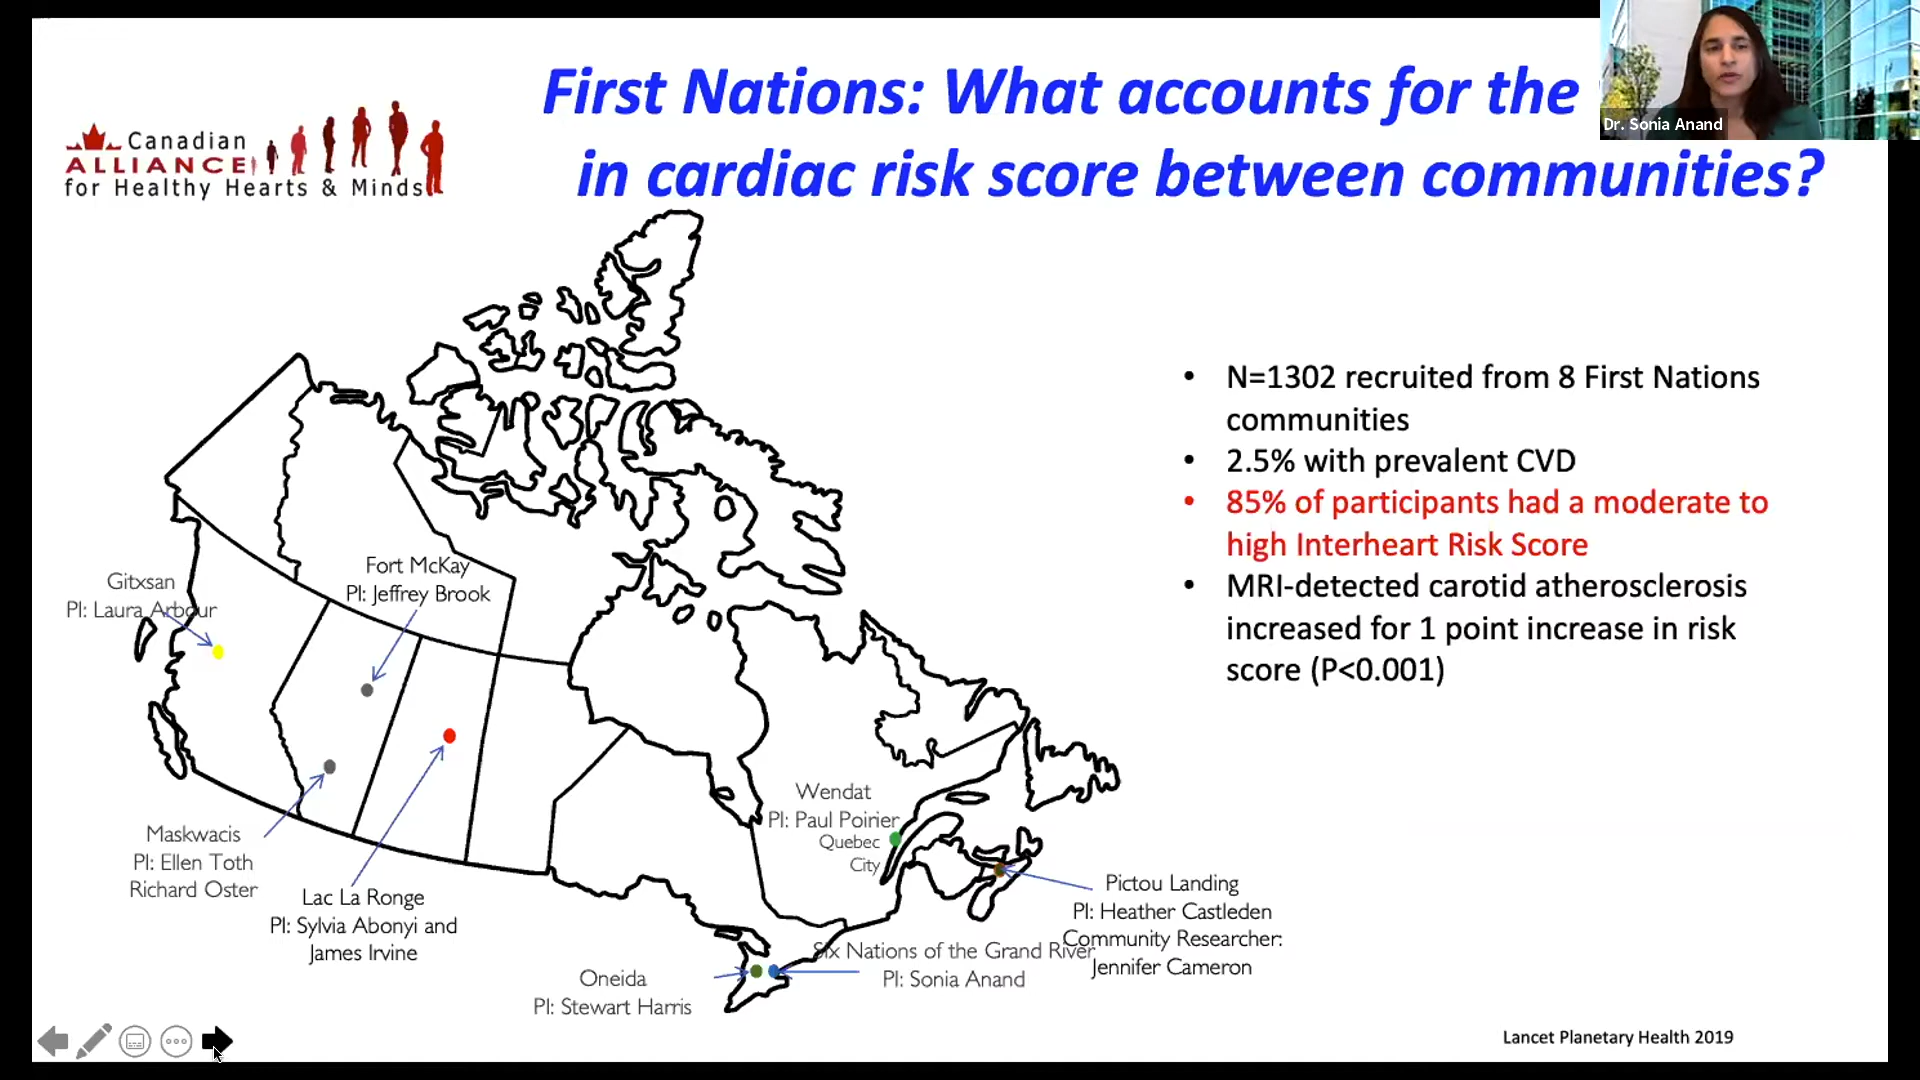 First Nations: What accounts for the
in cardiac risk score between communities?
Dr. Sonia Anand
Canadian
ALLIANCE
for Healthy Hearts & Minds
N=1302 recruited from 8 First Nations
communities
2.5% with prevalent CVD
85% of participants had a moderate to
high Interheart Risk Score
MRI-detected carotid atherosclerosis
increased for 1 point increase in risk
score (P<0.001)
Fort McKay
PI: Jeffrey Brook
Gitxsan
PI: Laura Arbour
Maskwacis
PI: Ellen Toth
Richard Oster
Lac La Ronge
PI: Sylvia Abonyi and
James Irvine
Wendat
PI: Paul Poirier
Quebec
City
Pictou Landing
PI: Heather Castleden
Community Researcher:
Jennifer Cameron
Six Nations of the Grand River
PI: Sonia Anand
Oneida
PI: Stewart Harris
Lancet Planetary Health 2019